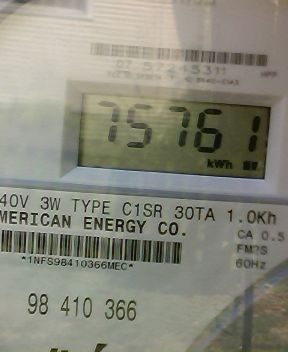 75761
kWh
40V 3W TYPE C1SR 30TA 1.0Kh
MERICAN ENERGY CO.
CA 0.5
FM2S
60Hz
*1NFS98410366MEC*
98 410 366